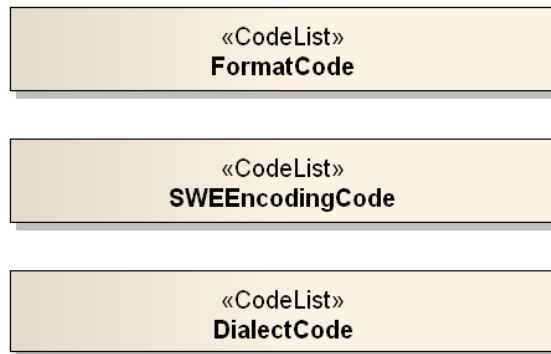 «CodeList»
FormatCode
«CodeList»
SWEEncodingCode
«CodeList»
DialectCode